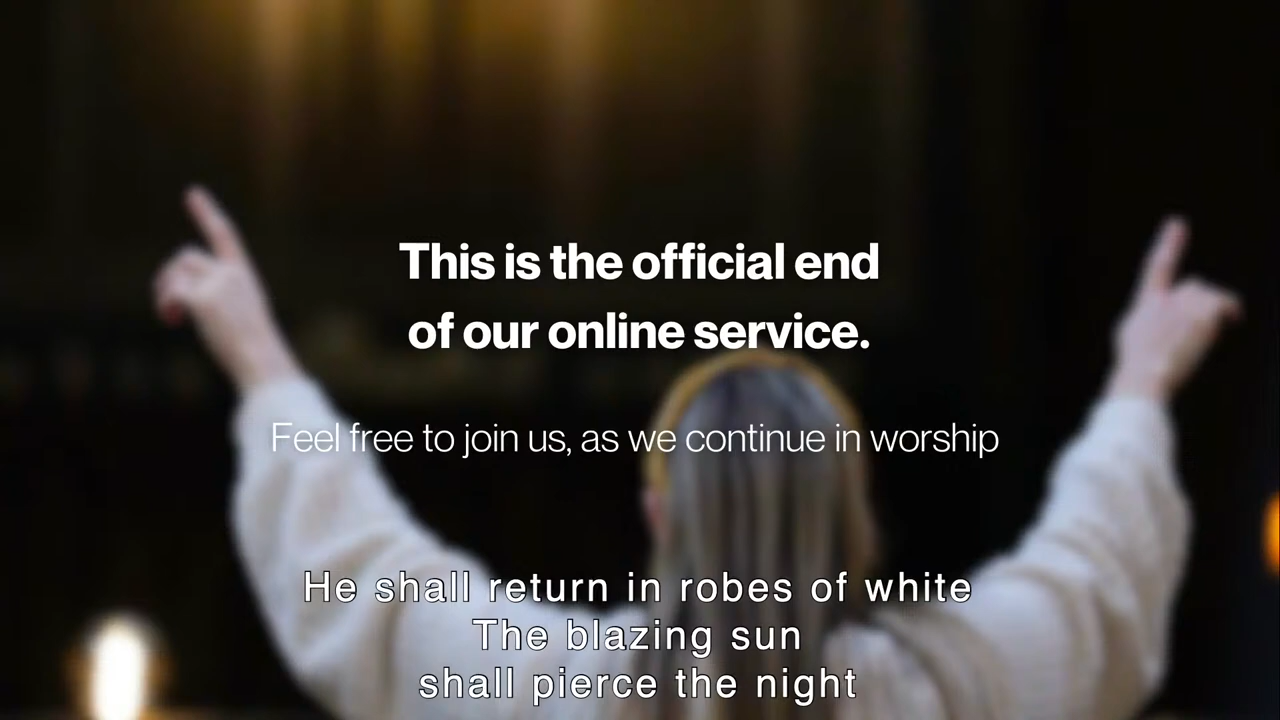 This is the official end
of our online service.
Feel free to join us, as we continue in worship
He shall return in robes of white
The blazing sun
shall pierce the night